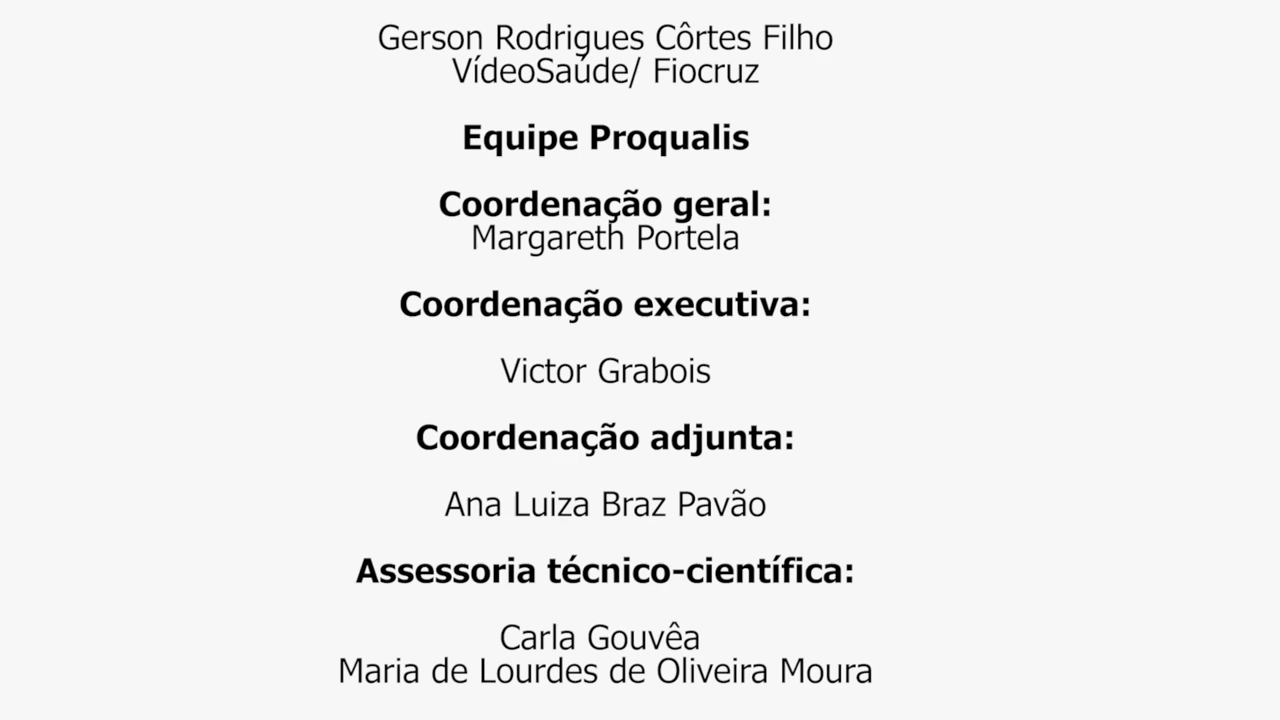 Gerson Rodrigues Côrtes Filho
VídeoSaúde/ Fiocruz
Equipe Proqualis
Coordenação geral:
Margareth Portela
Coordenação executiva:
Victor Grabois
Coordenação adjunta:
Ana Luiza Braz Pavão
Assessoria técnico-científica:
Carla Gouvêa
Maria de Lourdes de Oliveira Moura